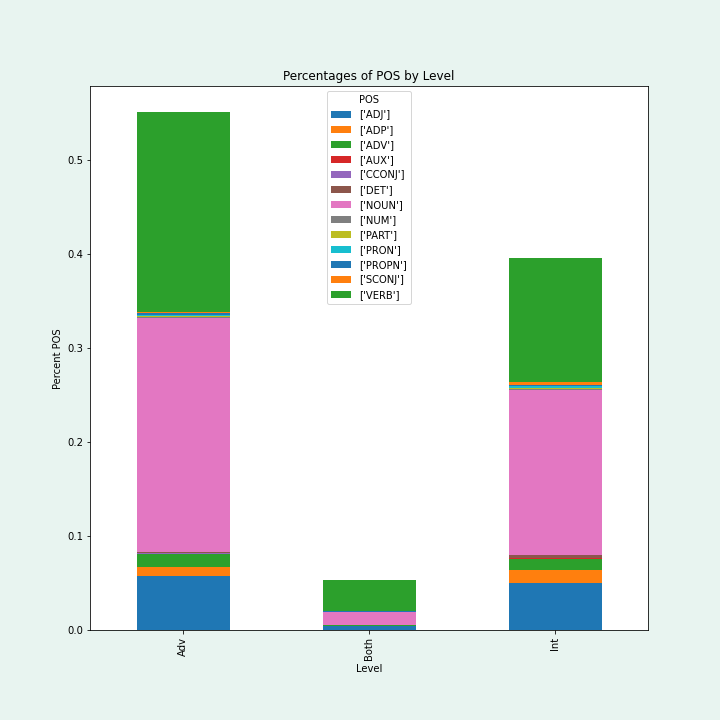 Percentages of POS by Level
POS
['ADJ']
['ADP']
['ADV']
['AUX']
['CCONJ']
['DET']
['NOUN']
['NUM']
['PART']
['PRON']
['PROPN']
['SCONJ']
['VERB']
Percent POS
0.5
0.4
0.3
0.2
0.1
0.0
Adv
Both
Int
Level